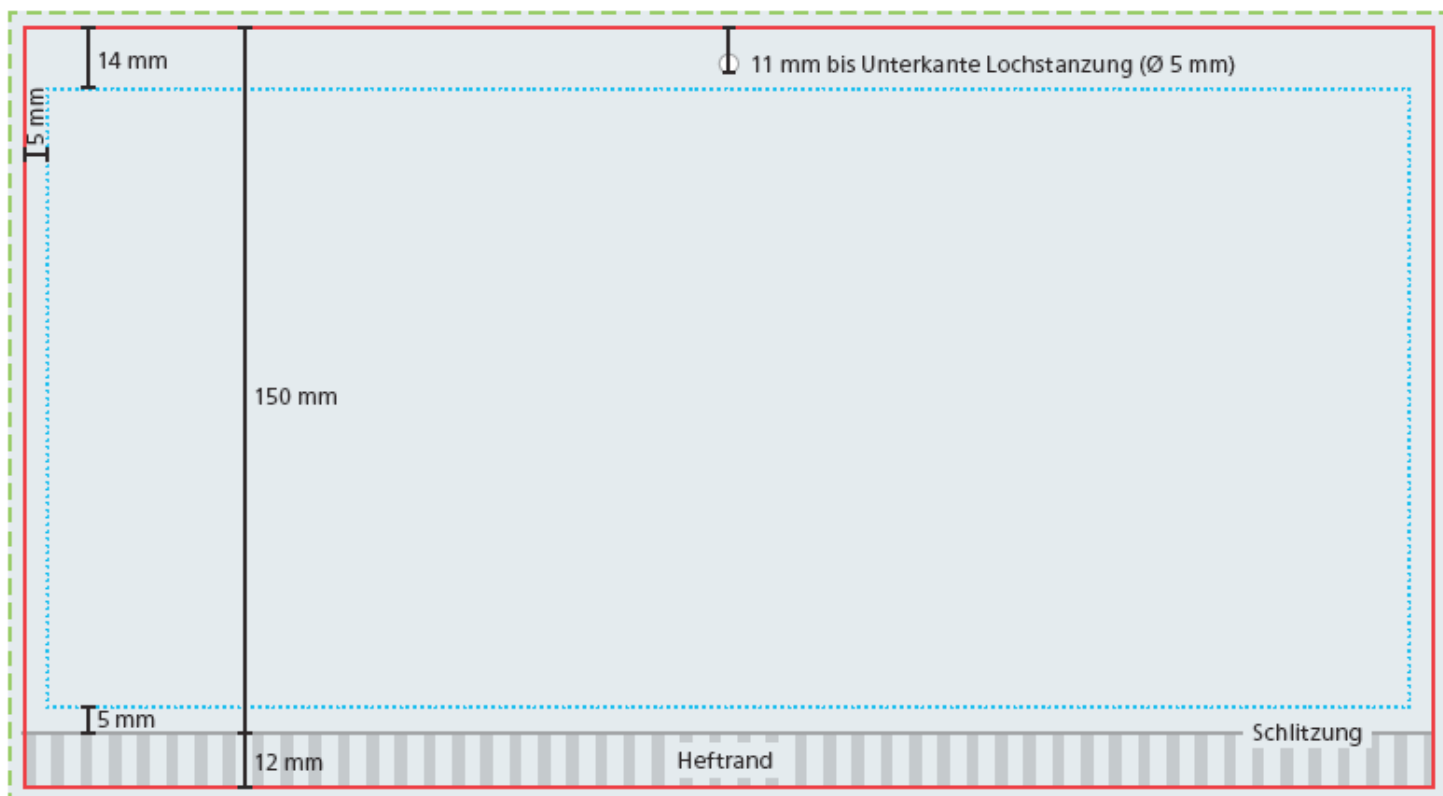 14 mm
11 mm bis Unterkante Lochstanzung (Ø 5 mm)
5 mm
150 mm
5 mm
Schlitzung
12 mm
Heftrand